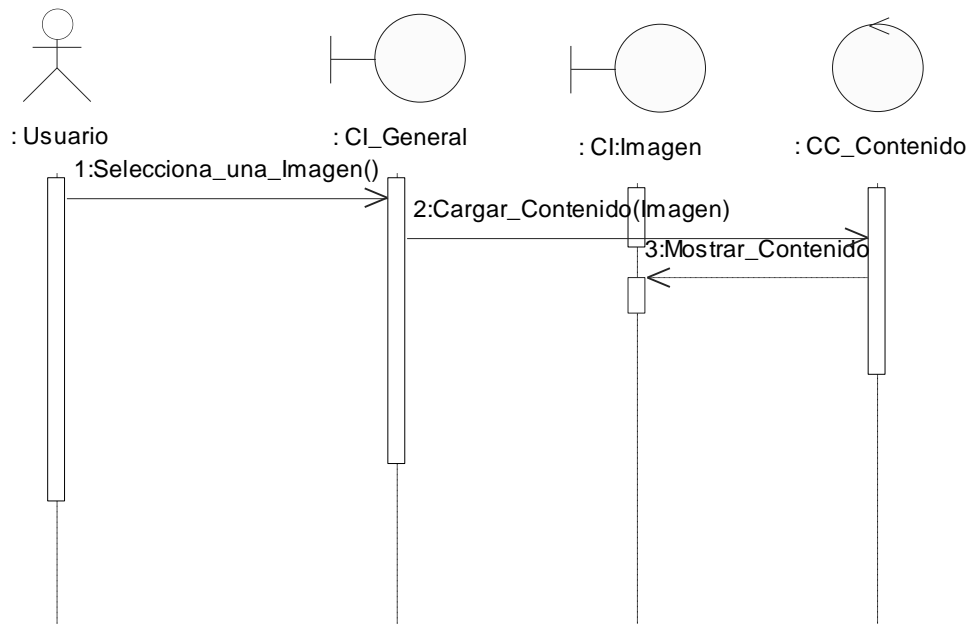 : Usuario
: CI_General
: CI:Imagen
: CC_Contenido
1:Selecciona_una_Imagen()
2:Cargar_Contenido(Imagen)
3:Mostrar_Contenido